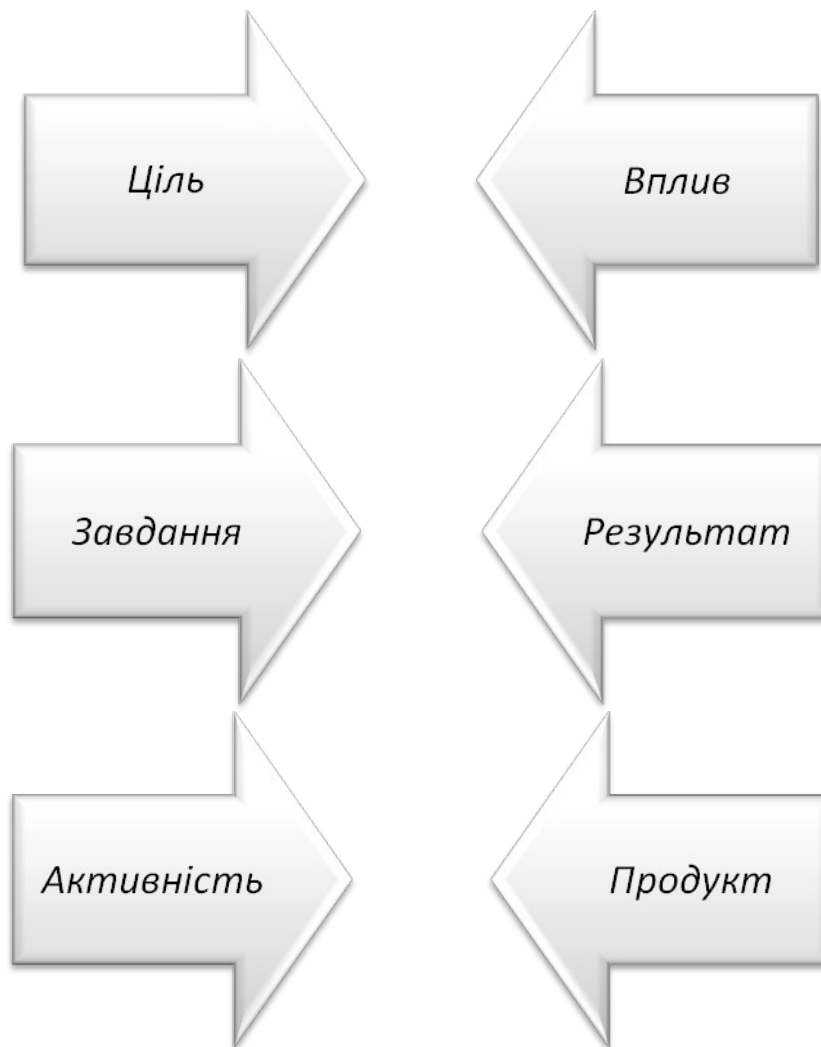 Ціль
Вплив
Завдання
Результат
Активність
Продукт